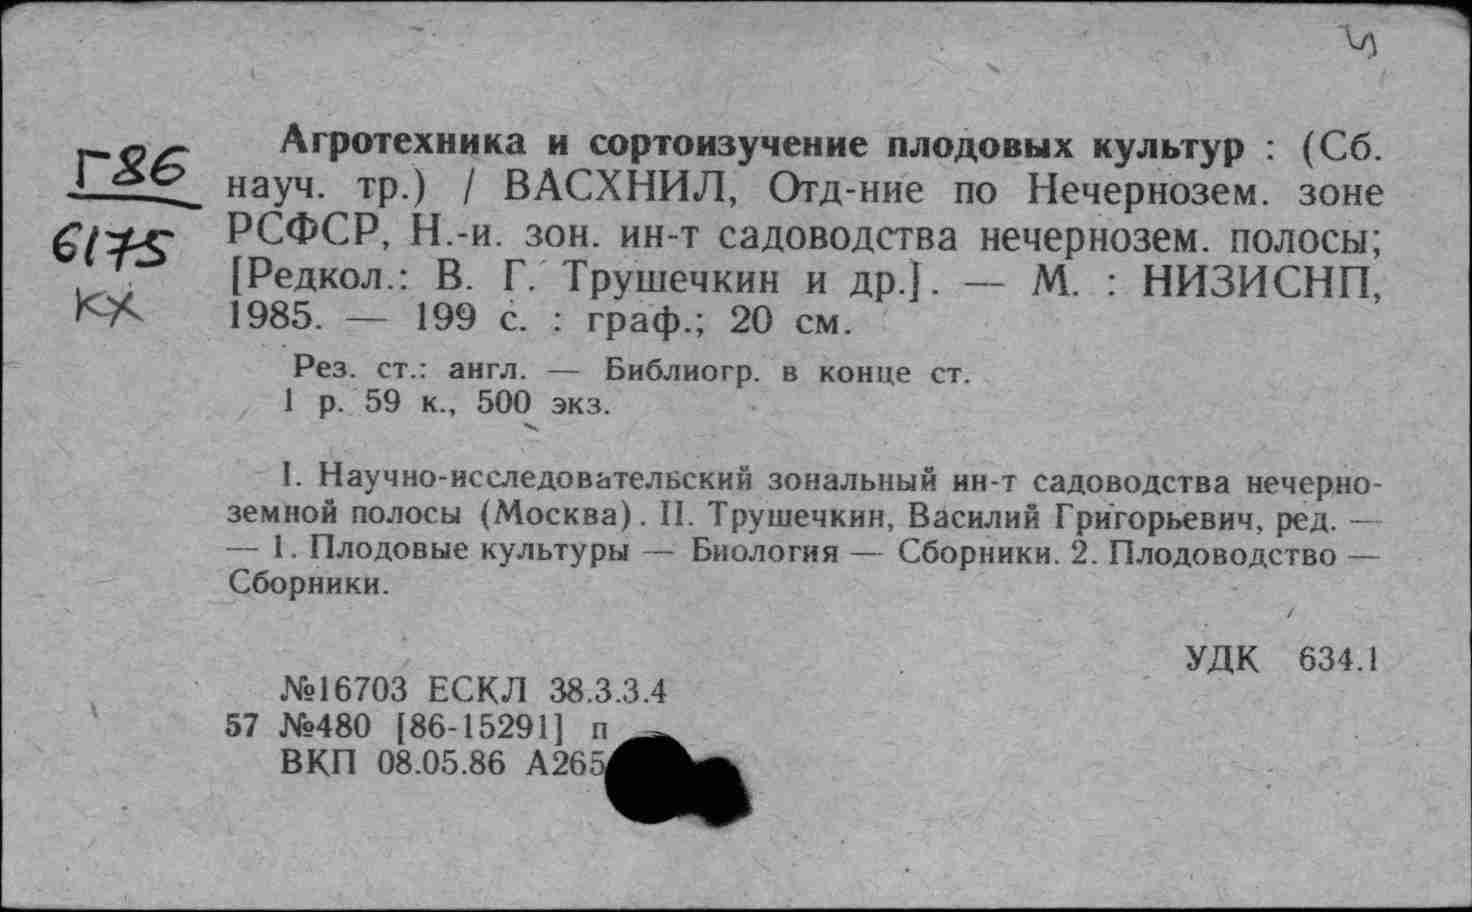 Г86
6175
КХ
Агротехника и сортоизучение плодовых культур : (Сб.
науч. тр.) / ВАСХНИЛ, Отд-ние по Нечернозем. зоне
РСФСР, Н.-и. зон. ин-т садоводства нечернозем. полосы;
[Редкол.: В. Г. Трушечкин и др.]. — М. : НИЗИСНП,
1985. — 199 с. : граф.; 20 см.
Рез. ст.: англ. — Библиогр. в конце ст.
1 р. 59 к., 500 экз.
I. Научно-исследовательский зональный ин-т садоводства нечерно-
земной полосы (Москва). II. Трушечкин, Василий Григорьевич, ред. —
— 1. Плодовые культуры — Биология — Сборники. 2. Плодоводство —
Сборники.
УДК 634.1
№16703 ЕСКЛ 38.3.3.4
57 №480 [86-15291] п
ВКП 08.05.86 А265